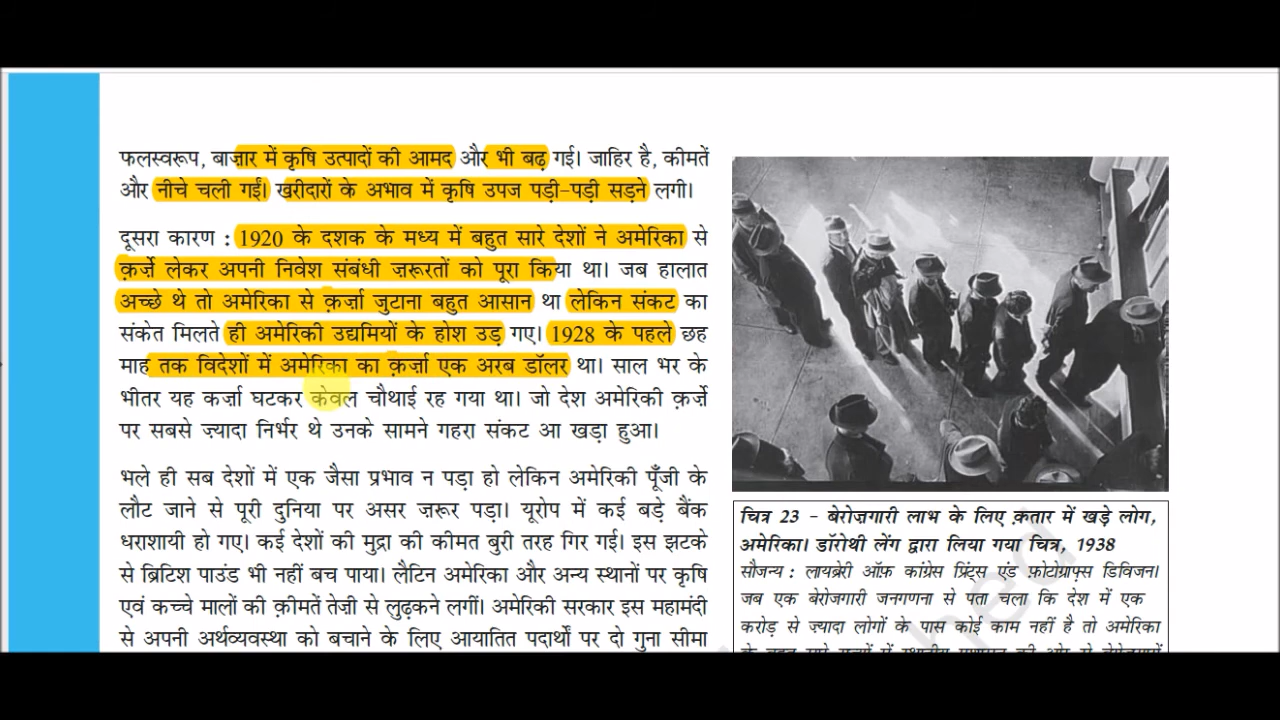 फलस्वरूप, बाज़ार में कृषि उत्पादों की आमद और भी बढ़ गई। जाहिर है, कीमतें
और नीचे चली गईं। खरीदारों के अभाव में कृषि उपज पड़ी-पड़ी सड़ने लगी।
दूसरा कारण : 1920 के दशक के मध्य में बहुत सारे देशों ने अमेरिका से
क़र्ज़े लेकर अपनी निवेश संबंधी ज़रूरतों को पूरा किया था। जब हालात
अच्छे थे तो अमेरिका से क़र्ज़ा जुटाना बहुत आसान था लेकिन संकट का
संकेत मिलते ही अमेरिकी उद्यमियों के होश उड़ गए। 1928 के पहले छह
माह तक विदेशों में अमेरिका का क़र्ज़ा एक अरब डॉलर था। साल भर के
भीतर यह कर्ज़ा घटकर केवल चौथाई रह गया था। जो देश अमेरिकी क़र्ज़े
पर सबसे ज़्यादा निर्भर थे उनके सामने गहरा संकट आ खड़ा हुआ।
भले ही सब देशों में एक जैसा प्रभाव न पड़ा हो लेकिन अमेरिकी पूँजी के
लौट जाने से पूरी दुनिया पर असर ज़रूर पड़ा। यूरोप में कई बड़े बैंक
धराशायी हो गए। कई देशों की मुद्रा की कीमत बुरी तरह गिर गई। इस झटके
से ब्रिटिश पाउंड भी नहीं बच पाया। लैटिन अमेरिका और अन्य स्थानों पर कृषि
एवं कच्चे मालों की क़ीमतें तेजी से लुढ़कने लगीं। अमेरिकी सरकार इस महामंदी
से अपनी अर्थव्यवस्था को बचाने के लिए आयातित पदार्थों पर दो गुना सीमा
चित्र 23 - बेरोज़गारी लाभ के लिए क़तार में खड़े लोग,
अमेरिका। डॉरोथी लेंग द्वारा लिया गया चित्र, 1938
सौजन्य : लायब्रेरी ऑफ़ कांग्रेस प्रिंट्स एंड फ़ोटोग्राफ़्स डिविजन।
जब एक बेरोज़गारी जनगणना से पता चला कि देश में एक
करोड़ से ज्यादा लोगों के पास कोई काम नहीं है तो अमेरिका